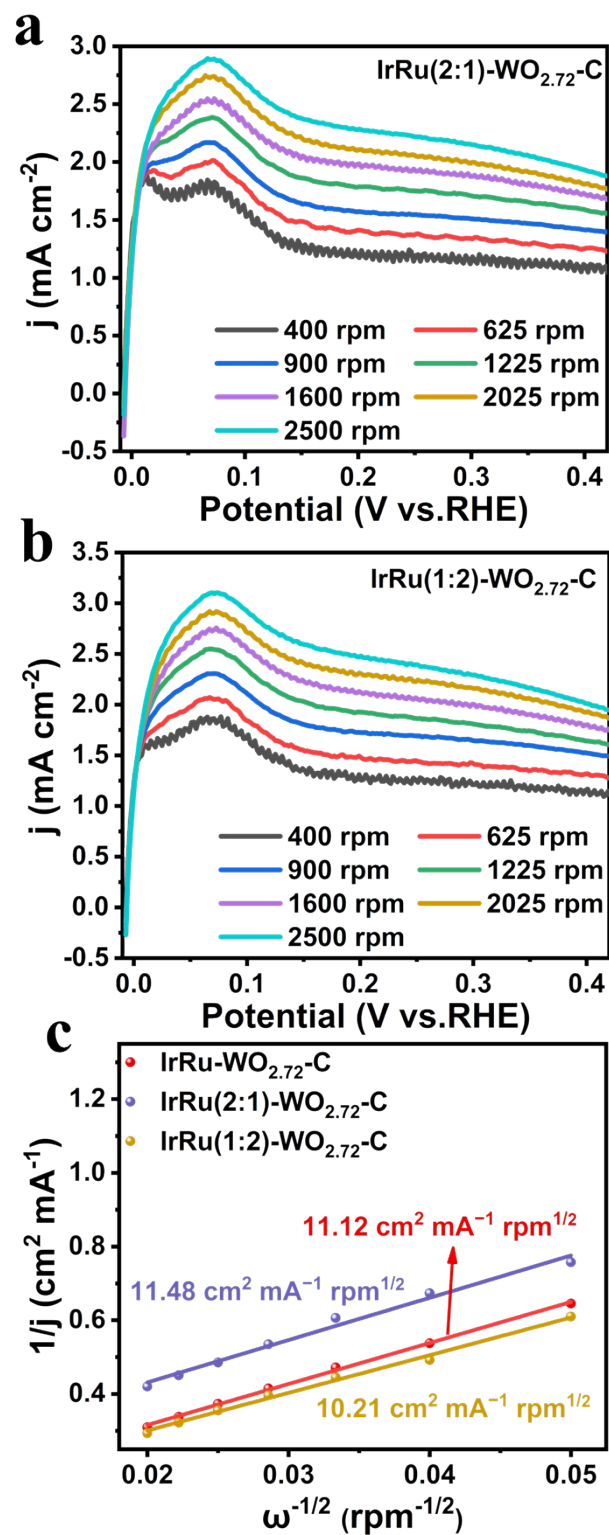 a
IrRu(2:1)-WO₂.₇₂-C
j (mA cm⁻²)
3.0
2.5
2.0
1.5
1.0
0.5
0.0
-0.5
400 rpm 625 rpm
900 rpm 1225 rpm
1600 rpm 2025 rpm
2500 rpm
0.0 0.1 0.2 0.3 0.4
Potential (V vs.RHE)
b
IrRu(1:2)-WO₂.₇₂-C
j (mA cm⁻²)
3.5
3.0
2.5
2.0
1.5
1.0
0.5
0.0
-0.5
400 rpm 625 rpm
900 rpm 1225 rpm
1600 rpm 2025 rpm
2500 rpm
0.0 0.1 0.2 0.3 0.4
Potential (V vs.RHE)
c
IrRu-WO₂.₇₂-C
IrRu(2:1)-WO₂.₇₂-C
IrRu(1:2)-WO₂.₇₂-C
1/j (cm² mA⁻¹)
1.2
1.0
0.8
0.6
0.4
11.12 cm² mA⁻¹ rpm¹/²
11.48 cm² mA⁻¹ rpm¹/²
10.21 cm² mA⁻¹ rpm¹/²
0.02 0.03 0.04 0.05
ω⁻¹/² (rpm⁻¹/²)